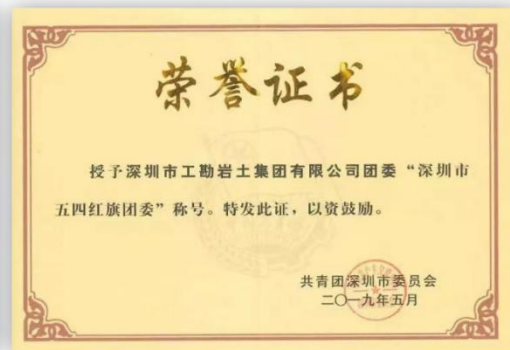 荣誉证书
授予深圳市工勘岩土集团有限公司团委“深圳市
五四红旗团委”称号。特发此证，以资鼓励。
共青团深圳市委员会
二〇一九年五月